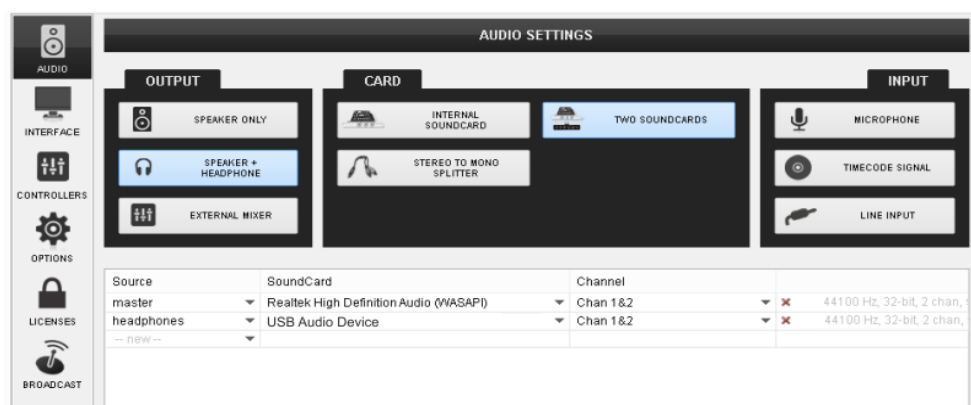 AUDIO SETTINGS
AUDIO
INTERFACE
CONTROLLERS
OPTIONS
LICENSES
BROADCAST
OUTPUT
SPEAKER ONLY
SPEAKER +
HEADPHONE
EXTERNAL MIXER
CARD
INTERNAL
SOUNDCARD
TWO SOUNDCARDS
STEREO TO MONO
SPLITTER
INPUT
MICROPHONE
TIMECODE SIGNAL
LINE INPUT
Source SoundCard Channel
master Realtek High Definition Audio (WASAPI) Chan 1&2 44100 Hz, 32-bit, 2 chan,
headphones USB Audio Device Chan 1&2 44100 Hz, 32-bit, 2 chan,
-- new --